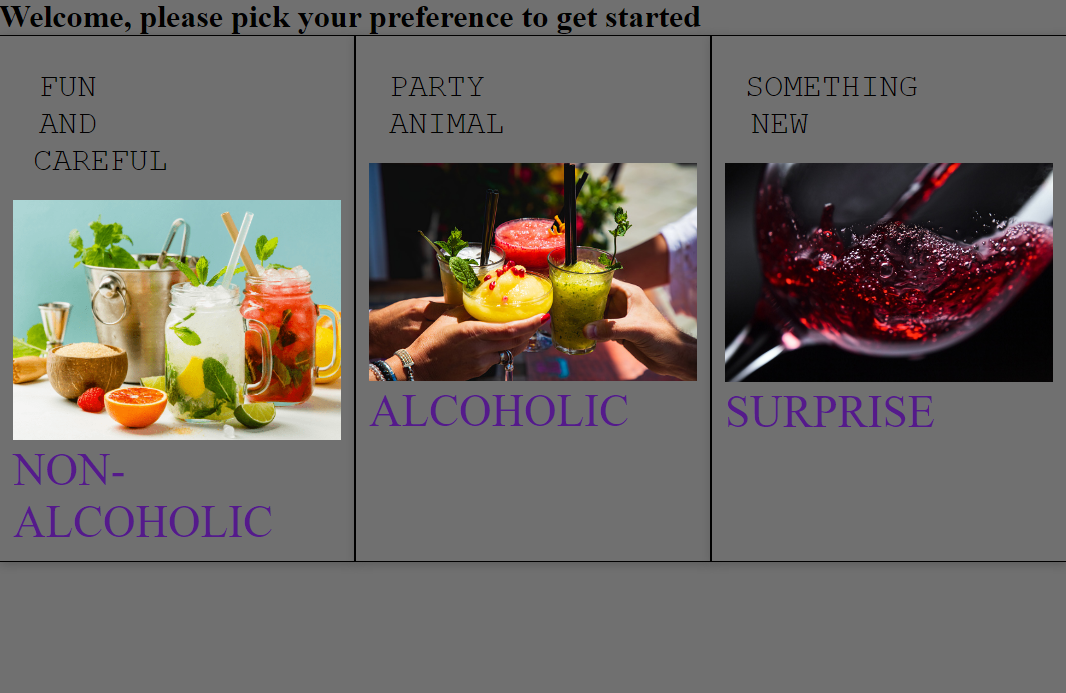 Welcome, please pick your preference to get started
FUN
AND
CAREFUL
NON-
ALCOHOLIC
PARTY
ANIMAL
ALCOHOLIC
SOMETHING
NEW
SURPRISE